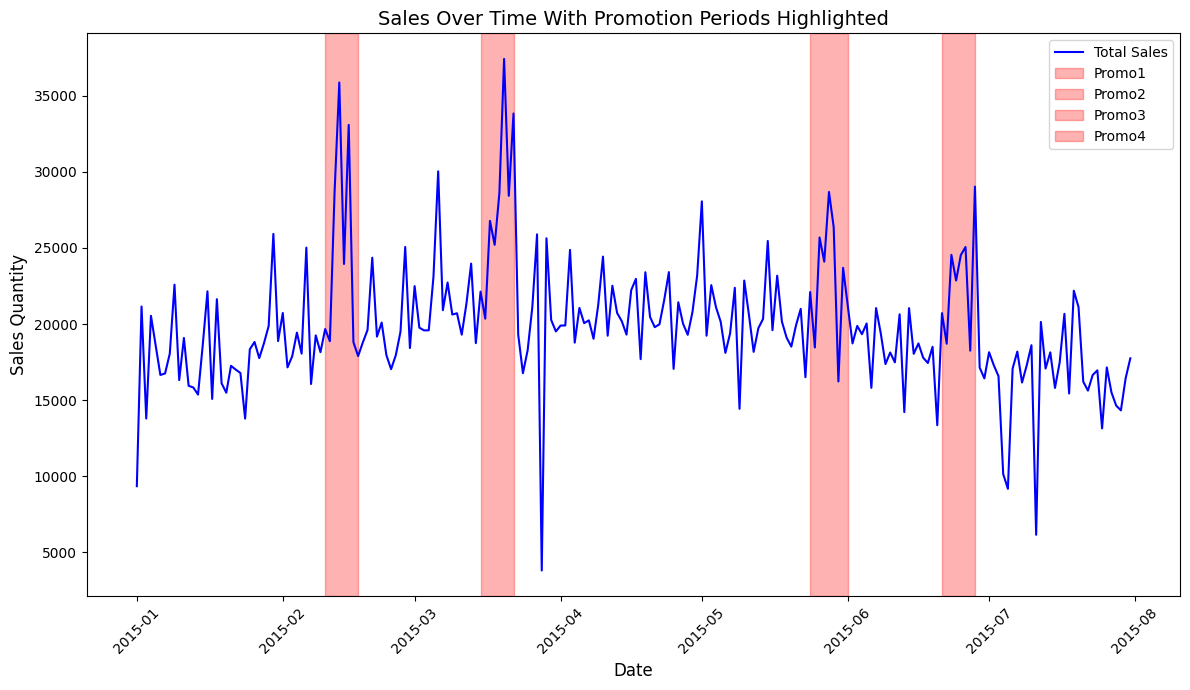 Sales Over Time With Promotion Periods Highlighted
Total Sales
Promo1
Promo2
Promo3
Promo4
Sales Quantity
35000
30000
25000
20000
15000
10000
5000
2015-01
2015-02
2015-03
2015-04
2015-05
2015-06
2015-07
2015-08
Date